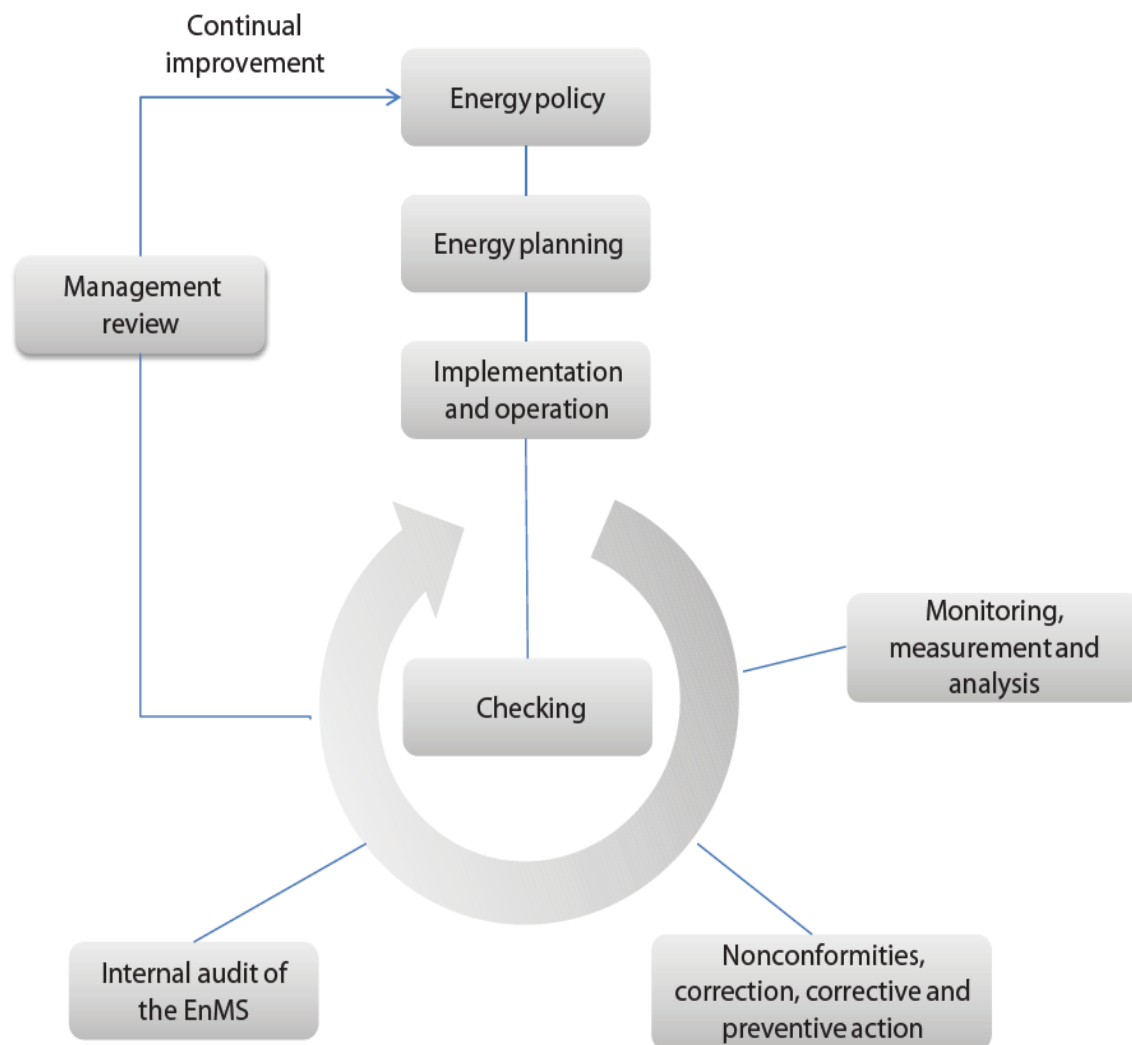 Continual
improvement
Energy policy
Energy planning
Management
review
Implementation
and operation
Monitoring,
measurement and
analysis
Checking
Internal audit of
the EnMS
Nonconformities,
correction, corrective and
preventive action